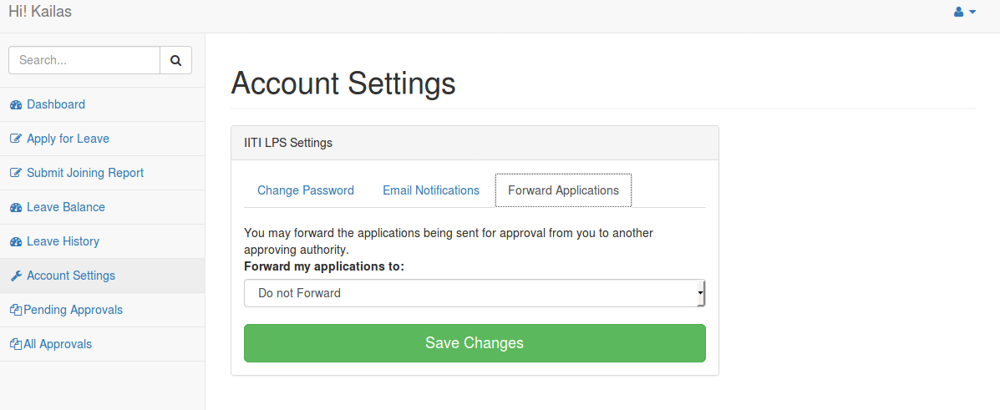 Hi! Kailas
Search...
Dashboard
Apply for Leave
Submit Joining Report
Leave Balance
Leave History
Account Settings
Pending Approvals
All Approvals
Account Settings
IITI LPS Settings
Change Password Email Notifications Forward Applications
You may forward the applications being sent for approval from you to another
approving authority.
Forward my applications to:
Do not Forward
Save Changes